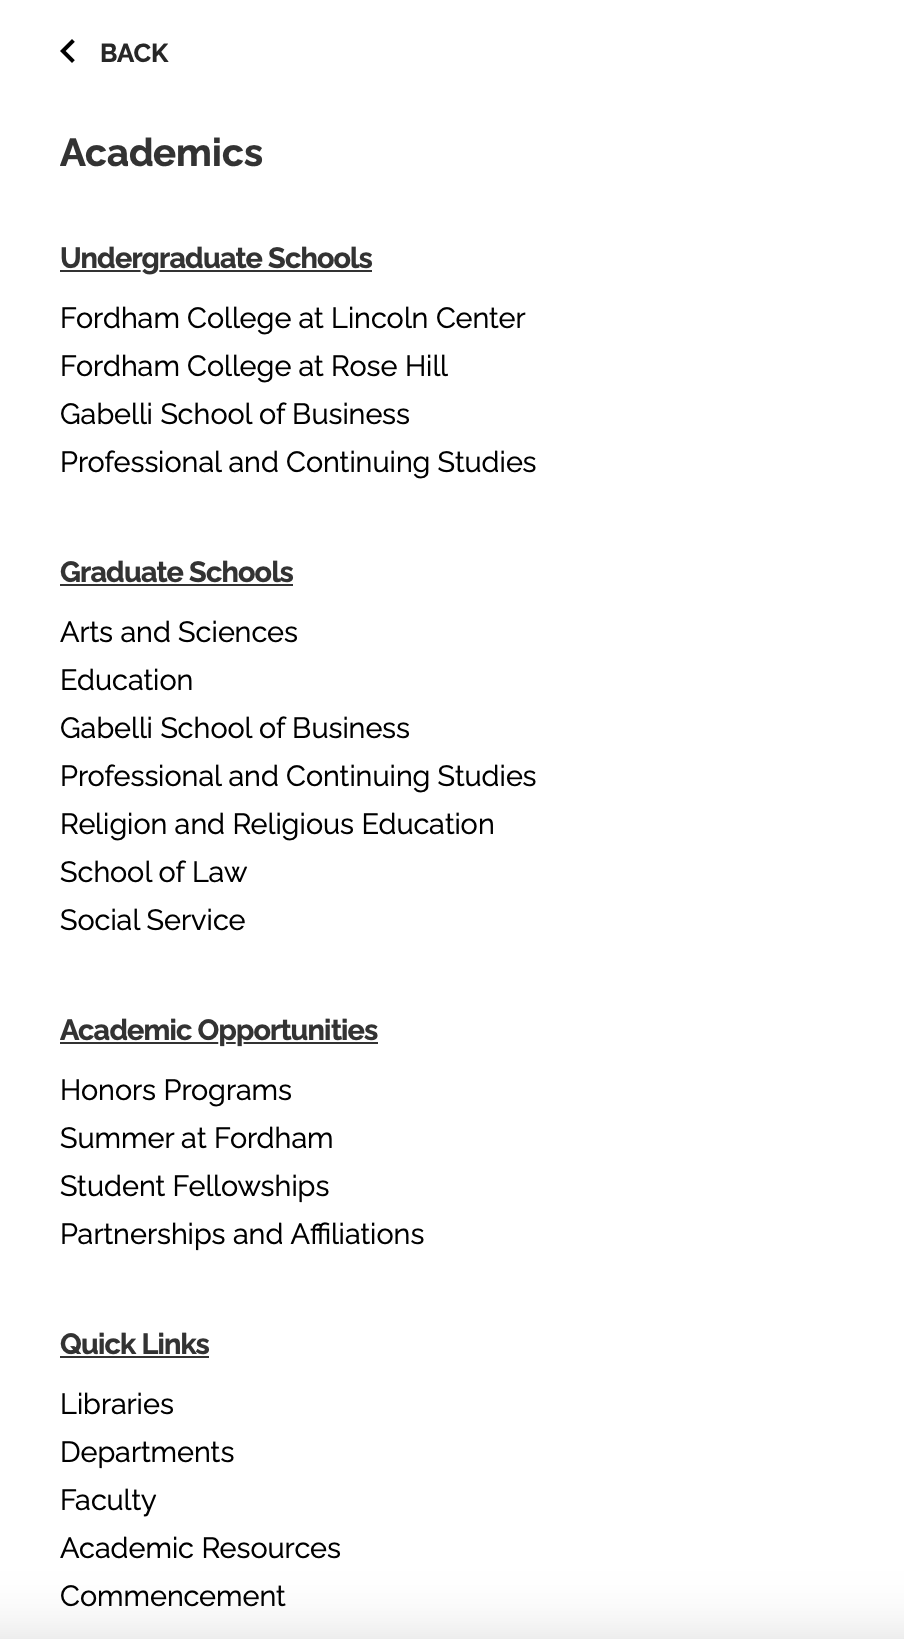 BACK
Academics
Undergraduate Schools
Fordham College at Lincoln Center
Fordham College at Rose Hill
Gabelli School of Business
Professional and Continuing Studies
Graduate Schools
Arts and Sciences
Education
Gabelli School of Business
Professional and Continuing Studies
Religion and Religious Education
School of Law
Social Service
Academic Opportunities
Honors Programs
Summer at Fordham
Student Fellowships
Partnerships and Affiliations
Quick Links
Libraries
Departments
Faculty
Academic Resources
Commencement